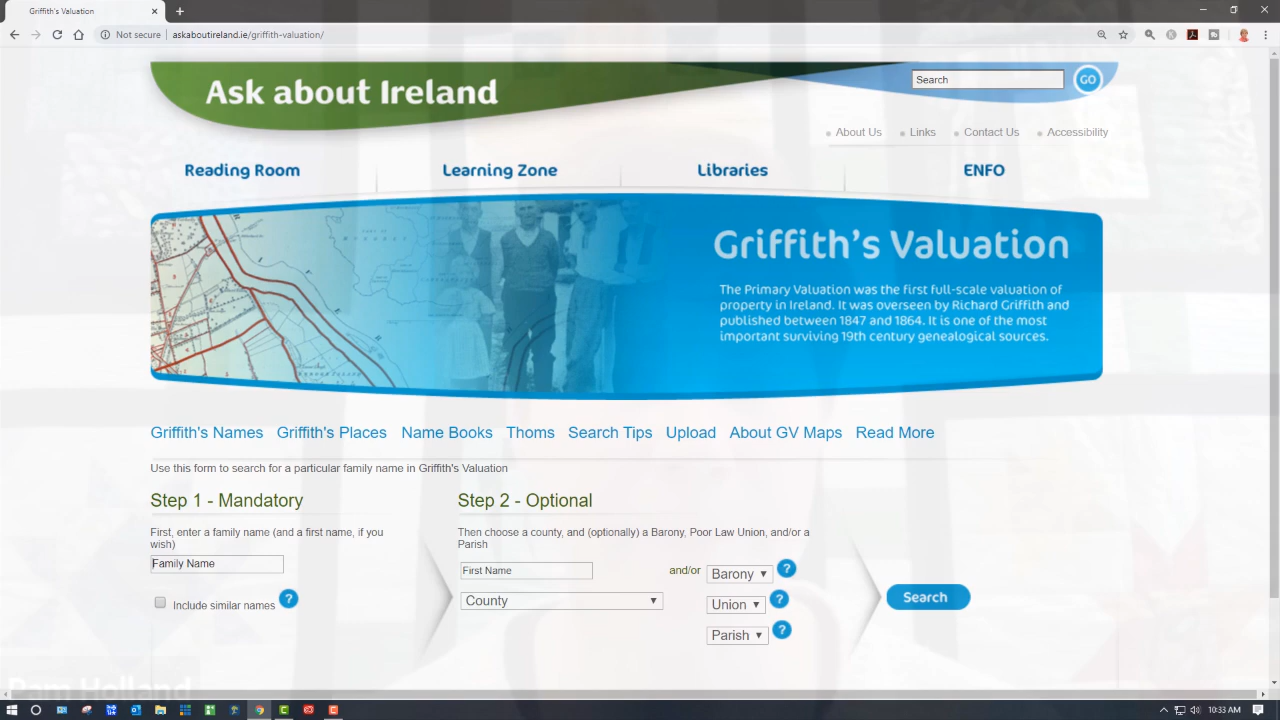 Griffith's Valuation
Not secure | askaboutireland.ie/griffith-valuation/
Ask about Ireland
Search
GO
About Us
Links
Contact Us
Accessibility
Reading Room
Learning Zone
Libraries
ENFO
Griffith's Valuation
The Primary Valuation was the first full-scale valuation of
property in Ireland. It was overseen by Richard Griffith and
published between 1847 and 1864. It is one of the most
important surviving 19th century genealogical sources.
Griffith's Names Griffith's Places Name Books Thoms Search Tips Upload About GV Maps Read More
Use this form to search for a particular family name in Griffith's Valuation
Step 1 - Mandatory
First, enter a family name (and a first name, if you
wish)
Family Name
Include similar names ?
Step 2 - Optional
Then choose a county, and (optionally) a Barony, Poor Law Union, and/or a
Parish
First Name
and/or
Barony ?
County
Union ?
Parish ?
Search
Pam Holland
10:33 AM